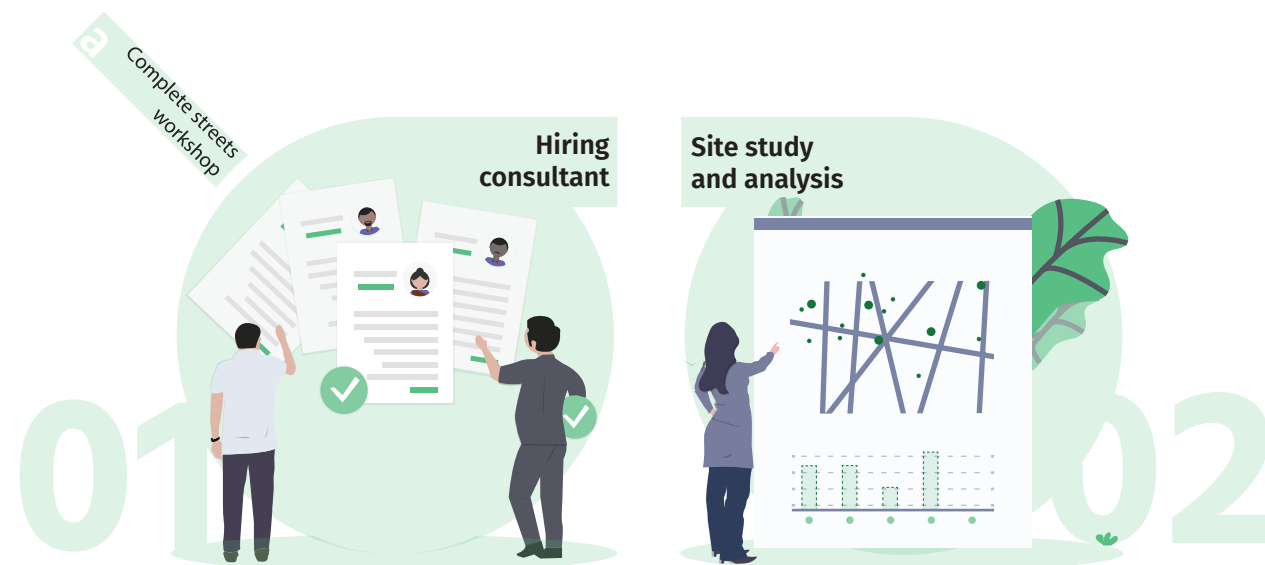 a
Complete streets
workshop
Hiring
consultant
01
Site study
and analysis
02